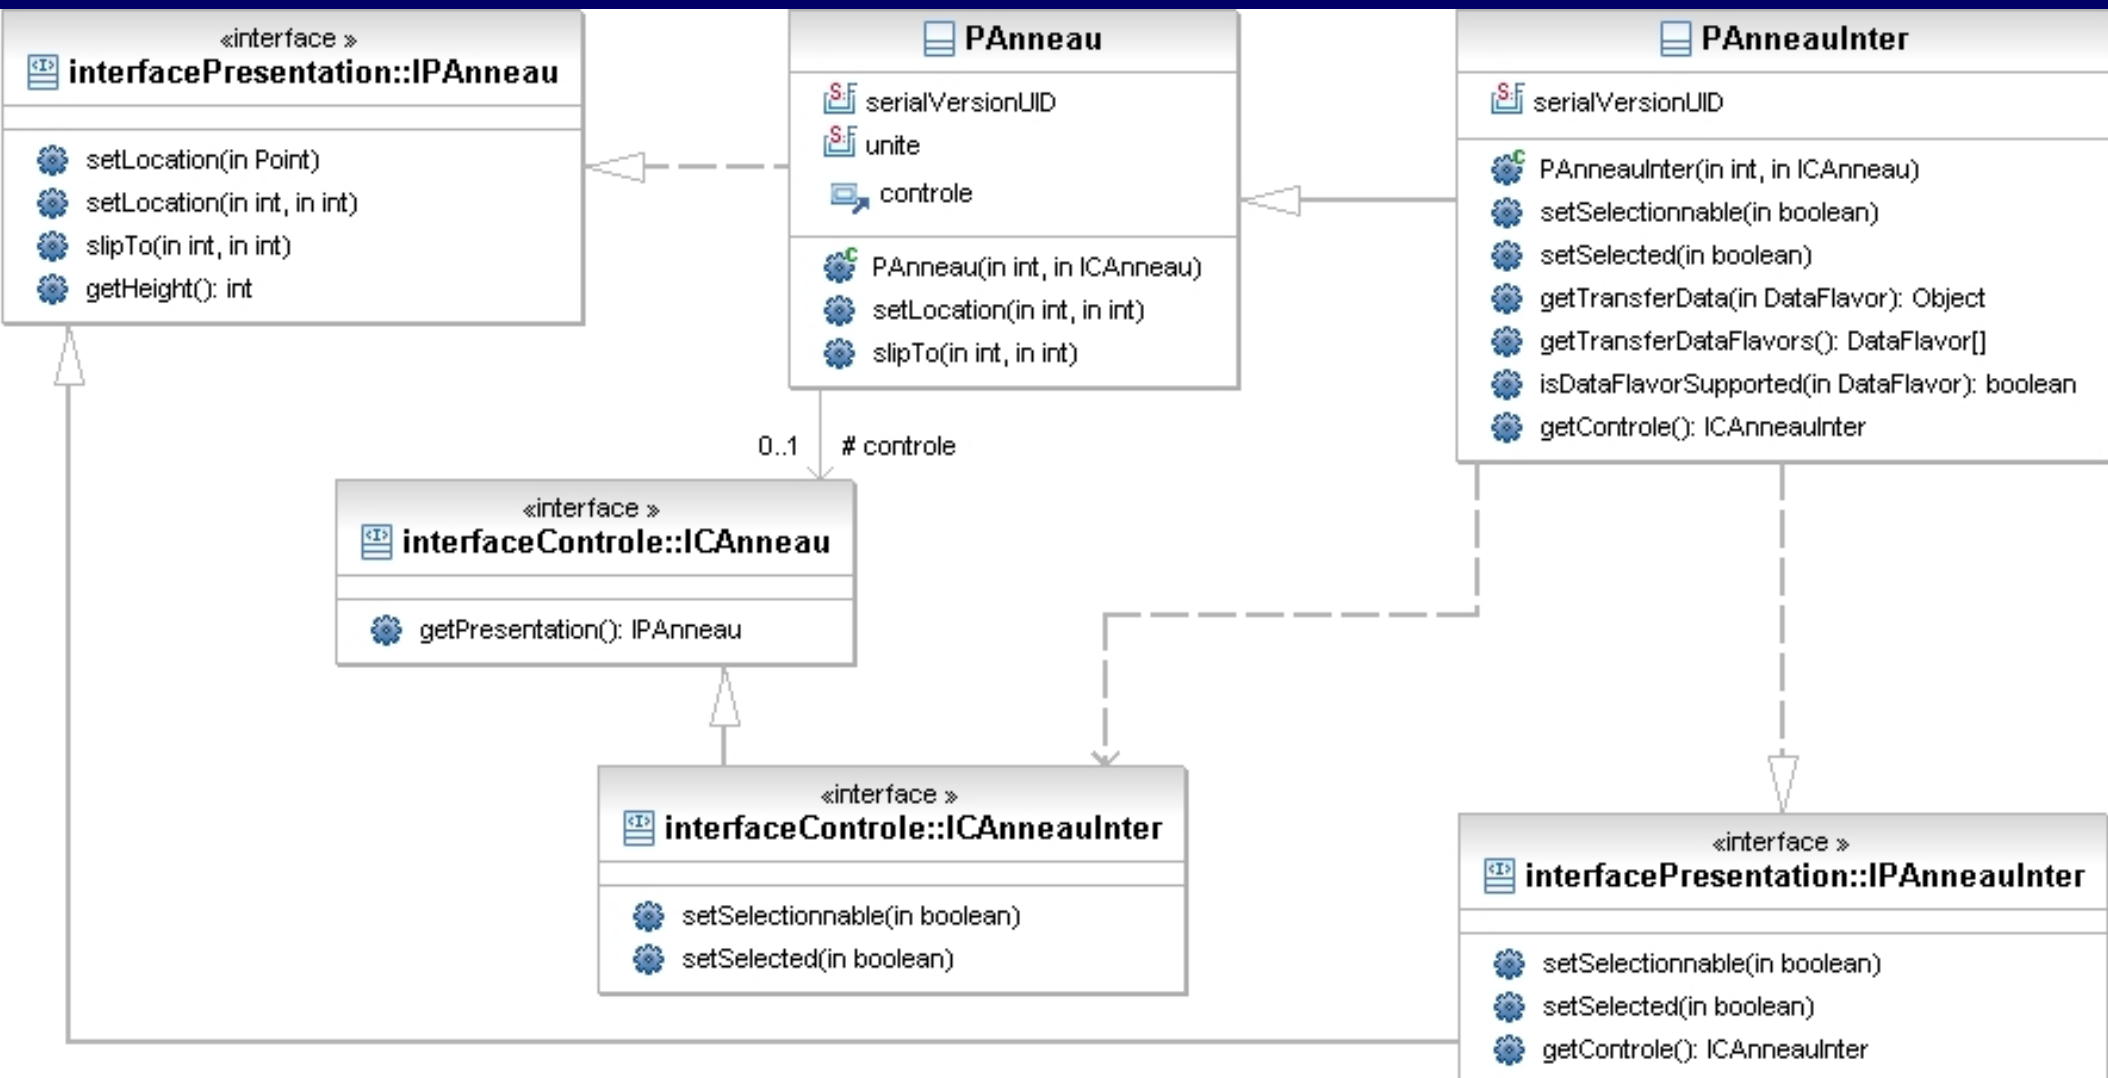 «interface »
interfacePresentation::IPAnneau
setLocation(in Point)
setLocation(in int, in int)
slipTo(in int, in int)
getHeight(): int
PAnneau
serialVersionUID
unite
controle
PAnneau(in int, in ICAnneau)
setLocation(in int, in int)
slipTo(in int, in int)
PAnneauInter
serialVersionUID
PAnneauInter(in int, in ICAnneau)
setSelectionnable(in boolean)
setSelected(in boolean)
getTransferData(in DataFlavor): Object
getTransferDataFlavors(): DataFlavor[]
isDataFlavorSupported(in DataFlavor): boolean
getControle(): ICAnneauInter
0..1 # controle
«interface »
interfaceControle::ICAnneau
getPresentation(): IPAnneau
«interface »
interfaceControle::ICAnneauInter
setSelectionnable(in boolean)
setSelected(in boolean)
«interface »
interfacePresentation::IPAnneauInter
setSelectionnable(in boolean)
setSelected(in boolean)
getControle(): ICAnneauInter